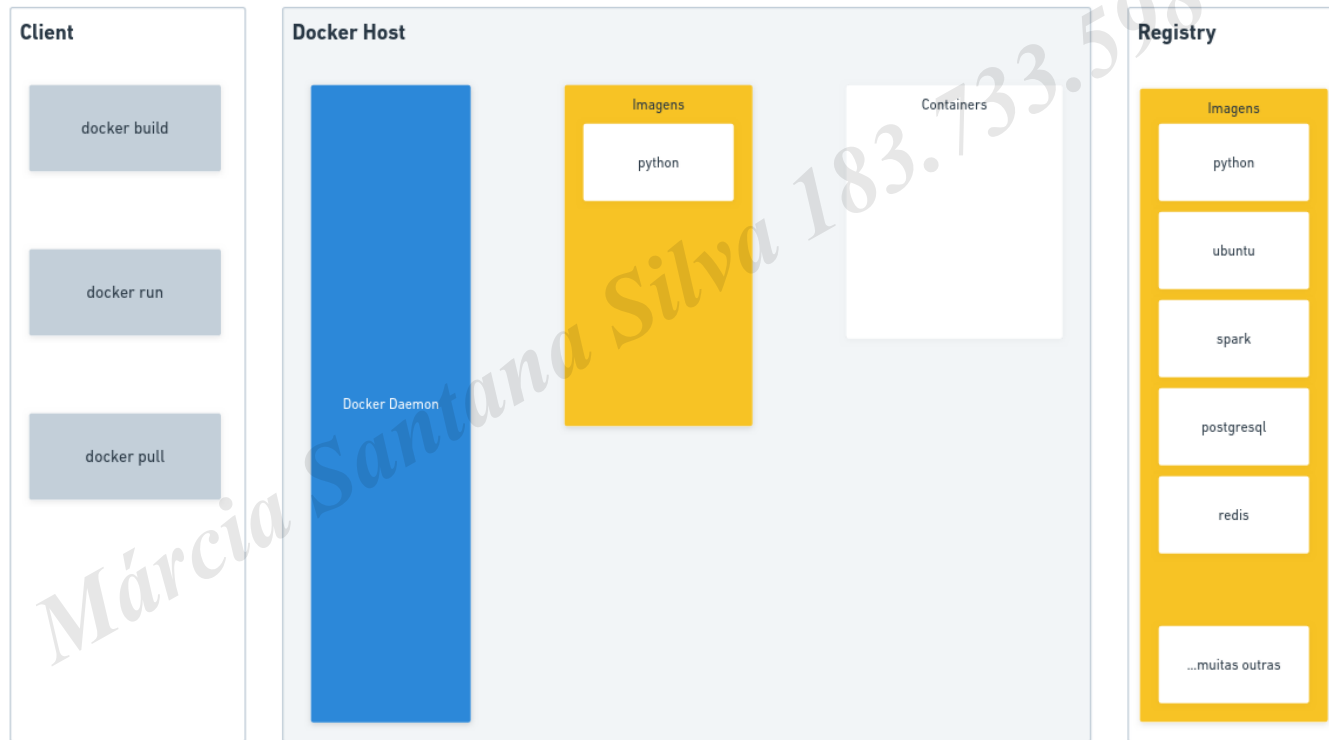 Client
docker build
docker run
docker pull
Docker Host
Docker Daemon
Imagens
python
Containers
Registry
Imagens
python
ubuntu
spark
postgresql
redis
...muitas outras
Márcia Santana Silva 183.733.598